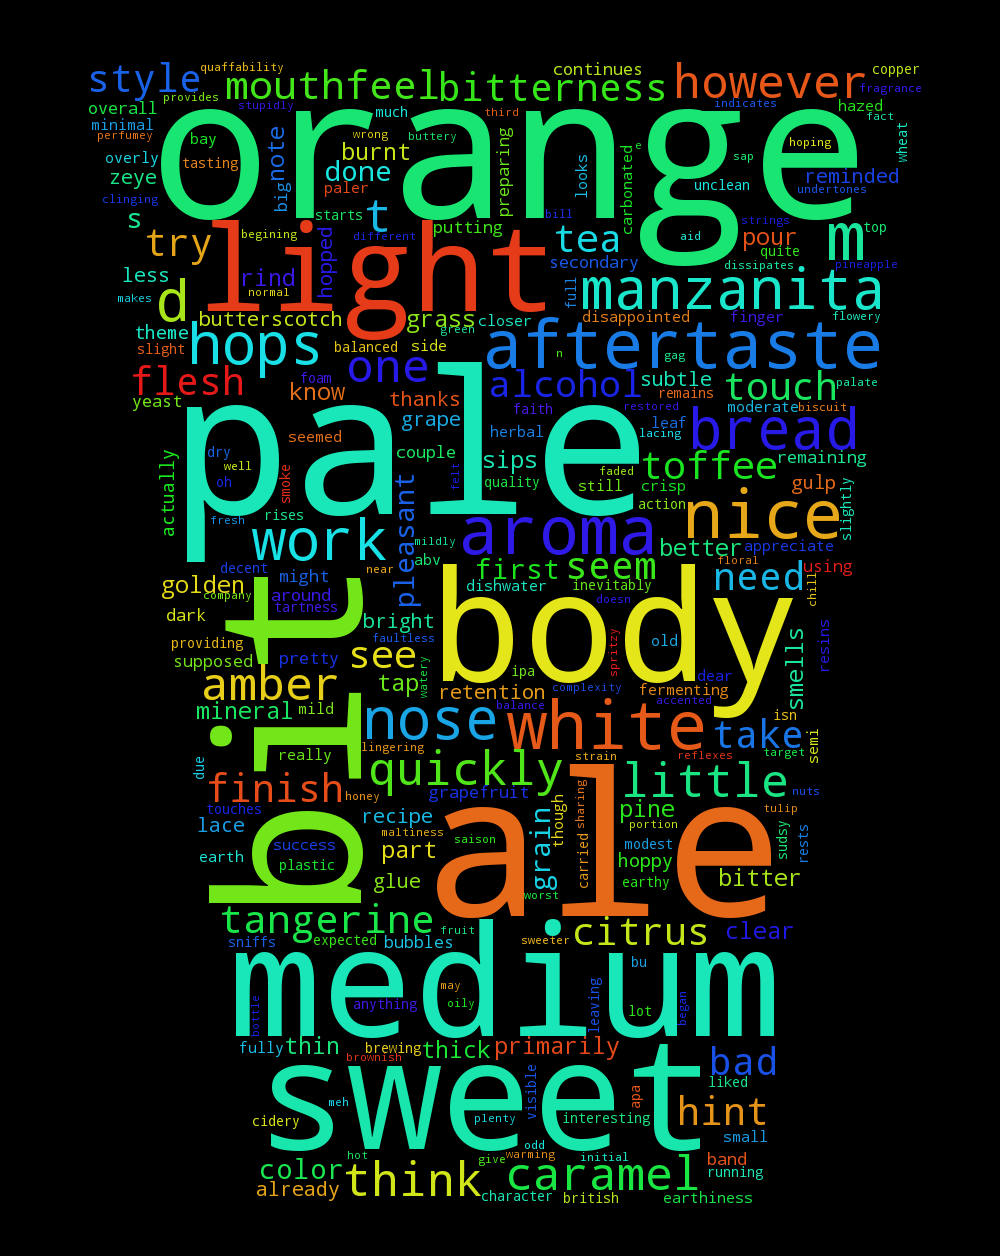 style quaffability mouthfeel bitterness continues however copper
overall provides stupidly much third indicates hazed fragrance
minimal perfumey bay orange wrong buttery fact
overly tasting note burnt preparing looks carbonated e sap hoping wheat
zeye big done unclean reminded
clinging paler undertones
s starts t putting bill strings m top
try begining different tea pour aid quite
less rind hopped light secondary dissipates pineapple
makes d normal full manzanita flowery
theme butterscotch grass closer green disappointed finger
slight hops balanced side aftertaste n gag
flesh foam one alcohol subtle touch palate
yeast know thanks faith restored remains moderate biscuit
seemed grape herbal lacing leaf bread
dry well couple sips toffee remaining
actually oh smoke pale felt quality faded still crisp gulp
fresh rises pleasant action nice slightly
work mildly aroma better appreciate
decent near abv first seem floral using
golden company might dishwater inevitably need chill
dark around tartness bright doesn
providing faultless body spritzy old smells resins
supposed pretty see watery ipa dear
amber bit tap retention complexity fermenting
mineral mild nose balance white accented isn
really lingering take semi
due quickly strain reflexes target
finish honey grapefruit little nuts
touches recipe though sharing pine tulip
lace maltiness saison grain ale carried portion sudsy rests
earth success part modest
plastic glue hoppy bitter
worst earthy
tangerine fruit citrus clear
sniffs expected bubbles sweeter
medium may bu
bottle anything oily leaving lot began
fully thin brewing thick primarily bad
brownish sweet visible apa liked
meh hint
cidery plenty interesting small
hot odd
color give warming initial band
already think caramel running
character british earthiness